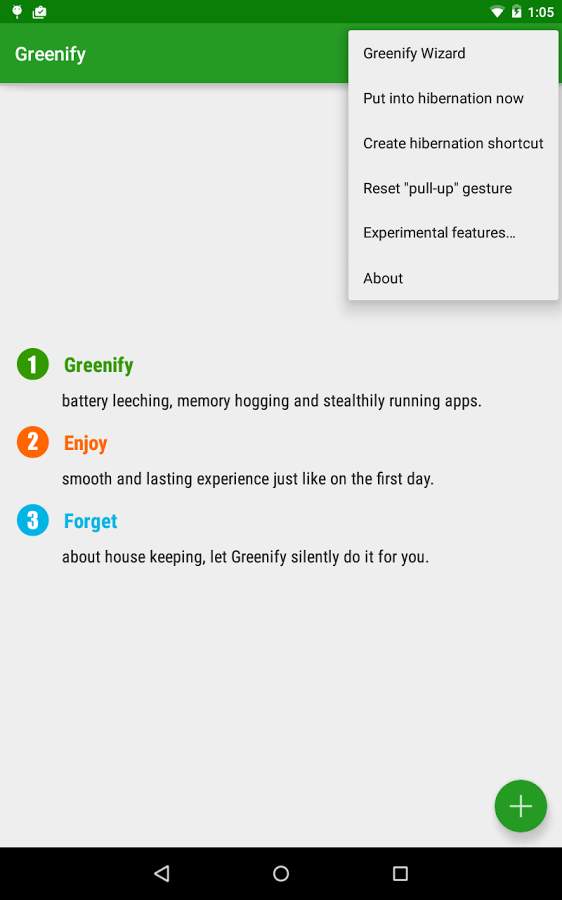 1:05
Greenify
Greenify Wizard
Put into hibernation now
Create hibernation shortcut
Reset "pull-up" gesture
Experimental features...
About
1 Greenify
battery leeching, memory hogging and stealthily running apps.
2 Enjoy
smooth and lasting experience just like on the first day.
3 Forget
about house keeping, let Greenify silently do it for you.